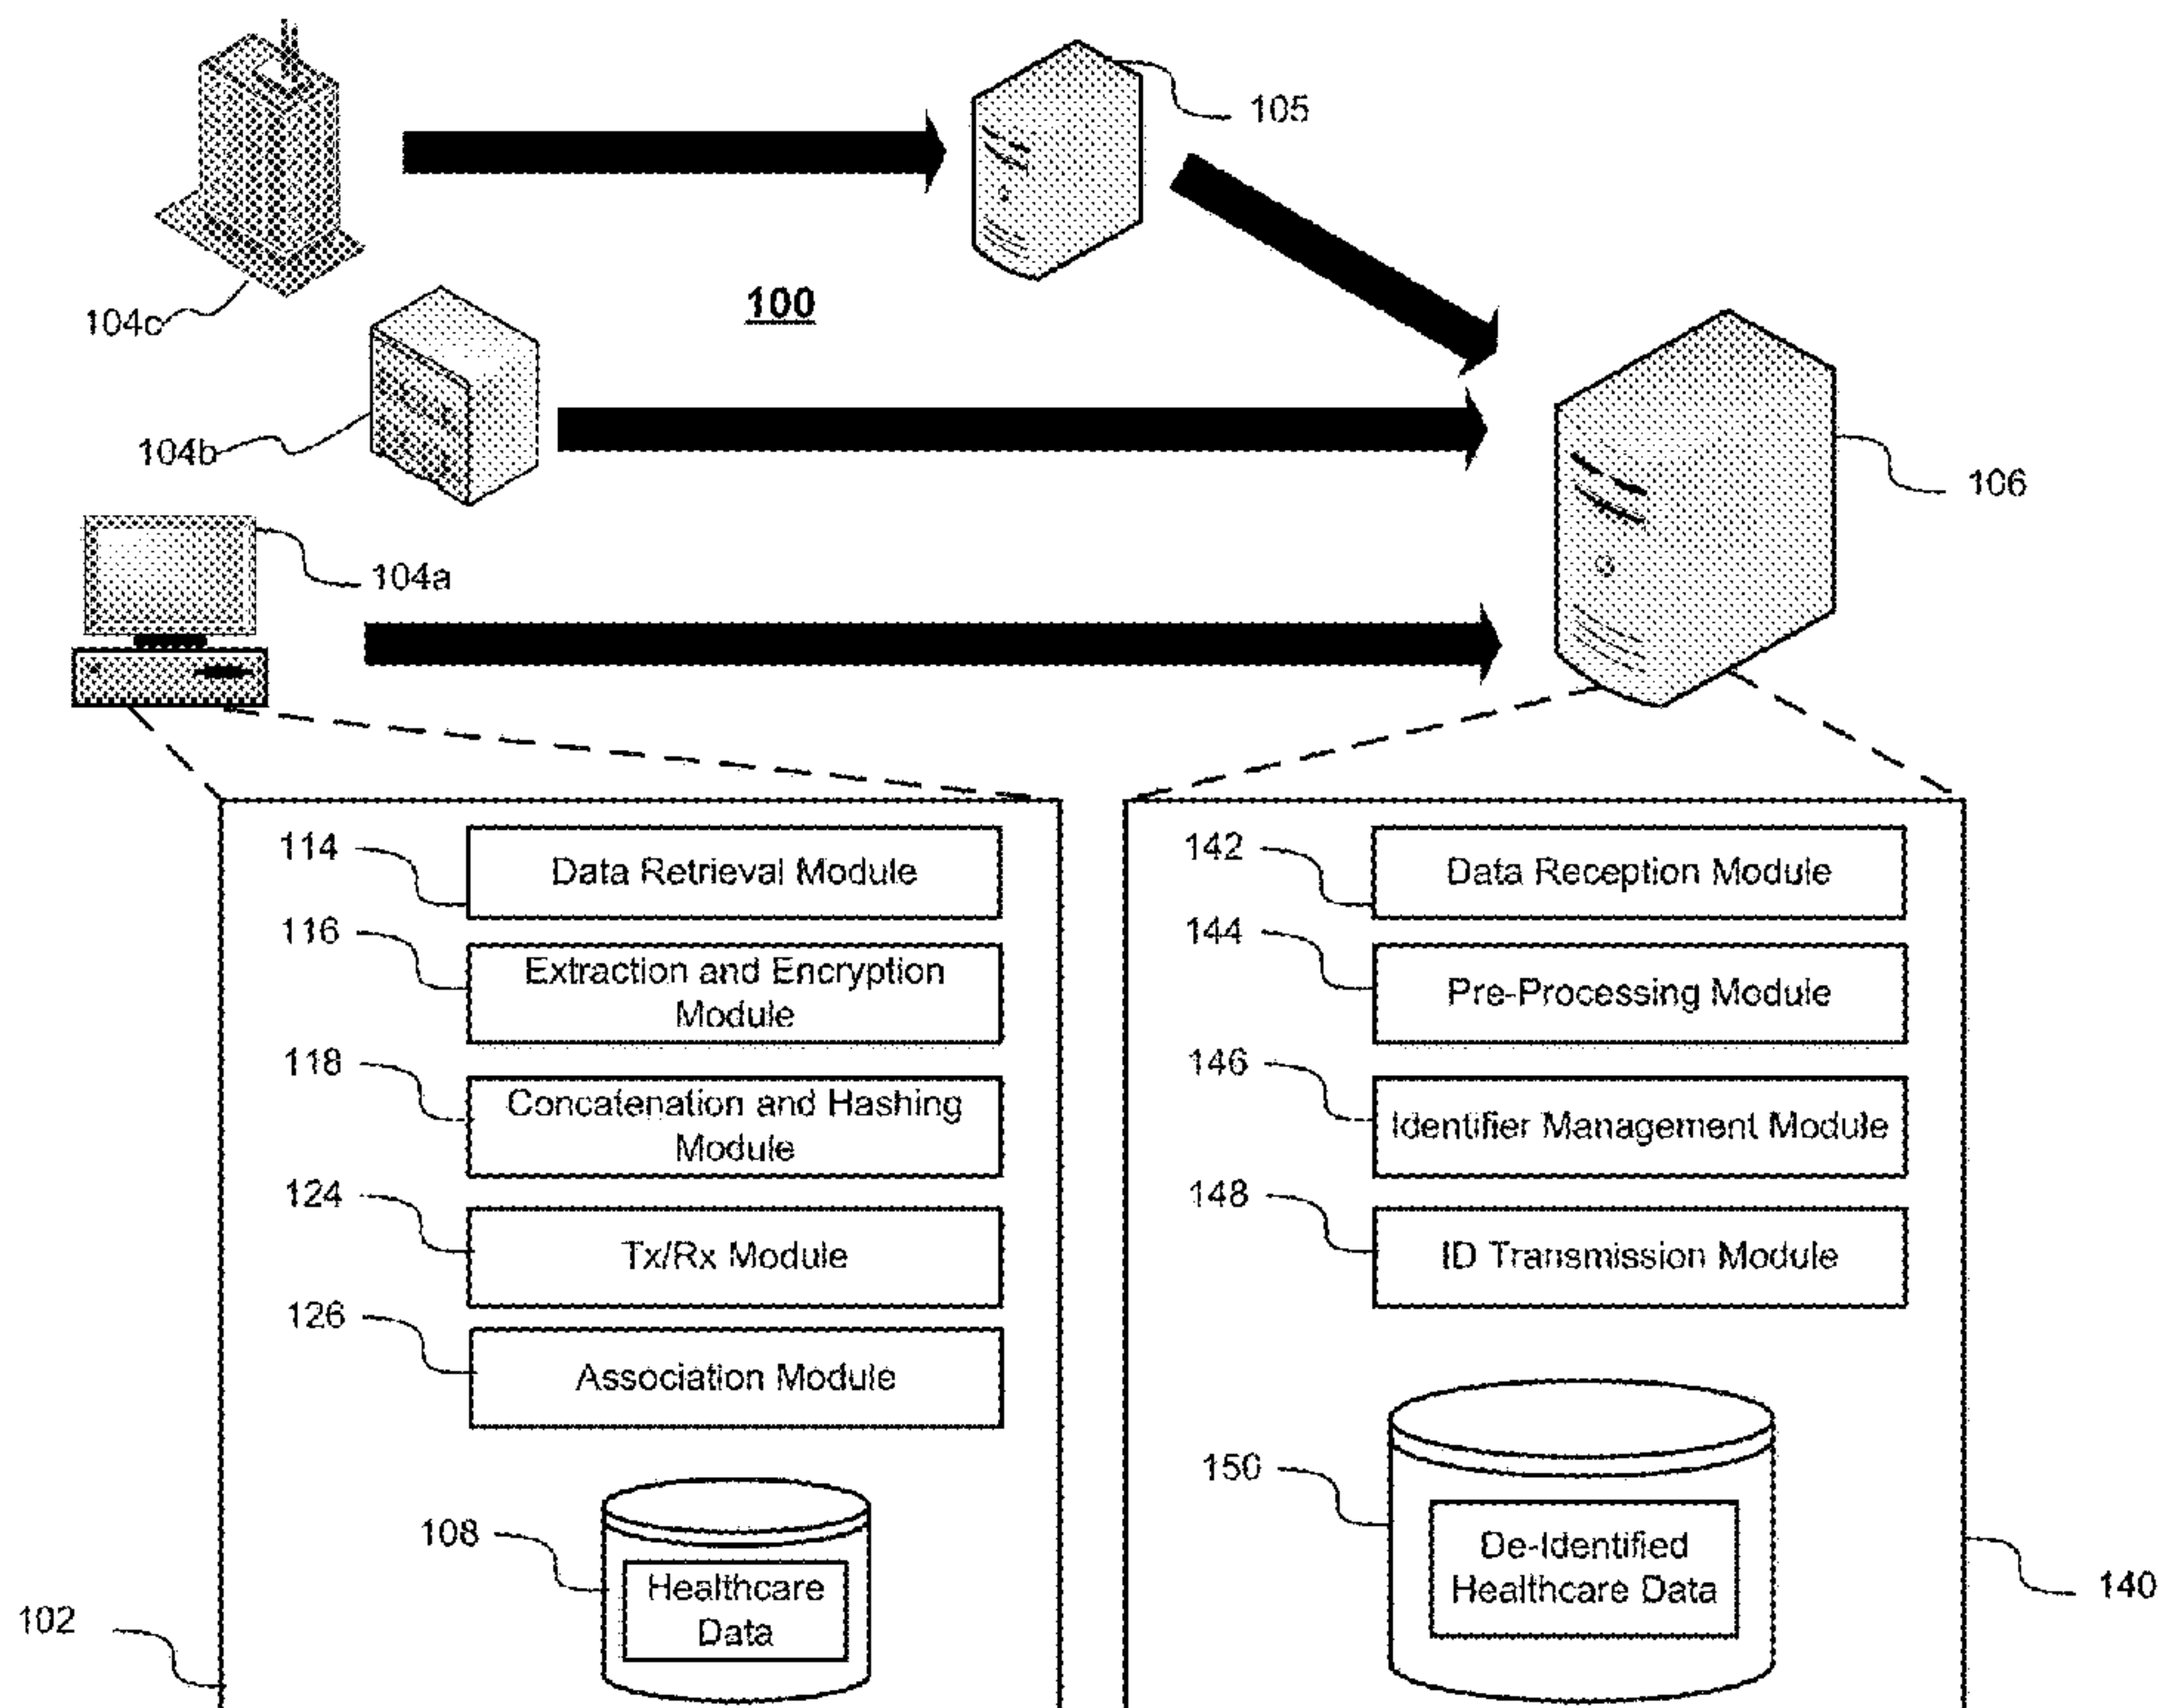 105
104c
100
104b
106
104a
114
Data Retrieval Module
116
Extraction and Encryption
Module
118
Concatenation and Hashing
Module
124
Tx/Rx Module
126
Association Module
108
Healthcare
Data
102
142
Data Reception Module
144
Pre-Processing Module
146
Identifier Management Module
148
ID Transmission Module
150
De-Identified
Healthcare Data
140